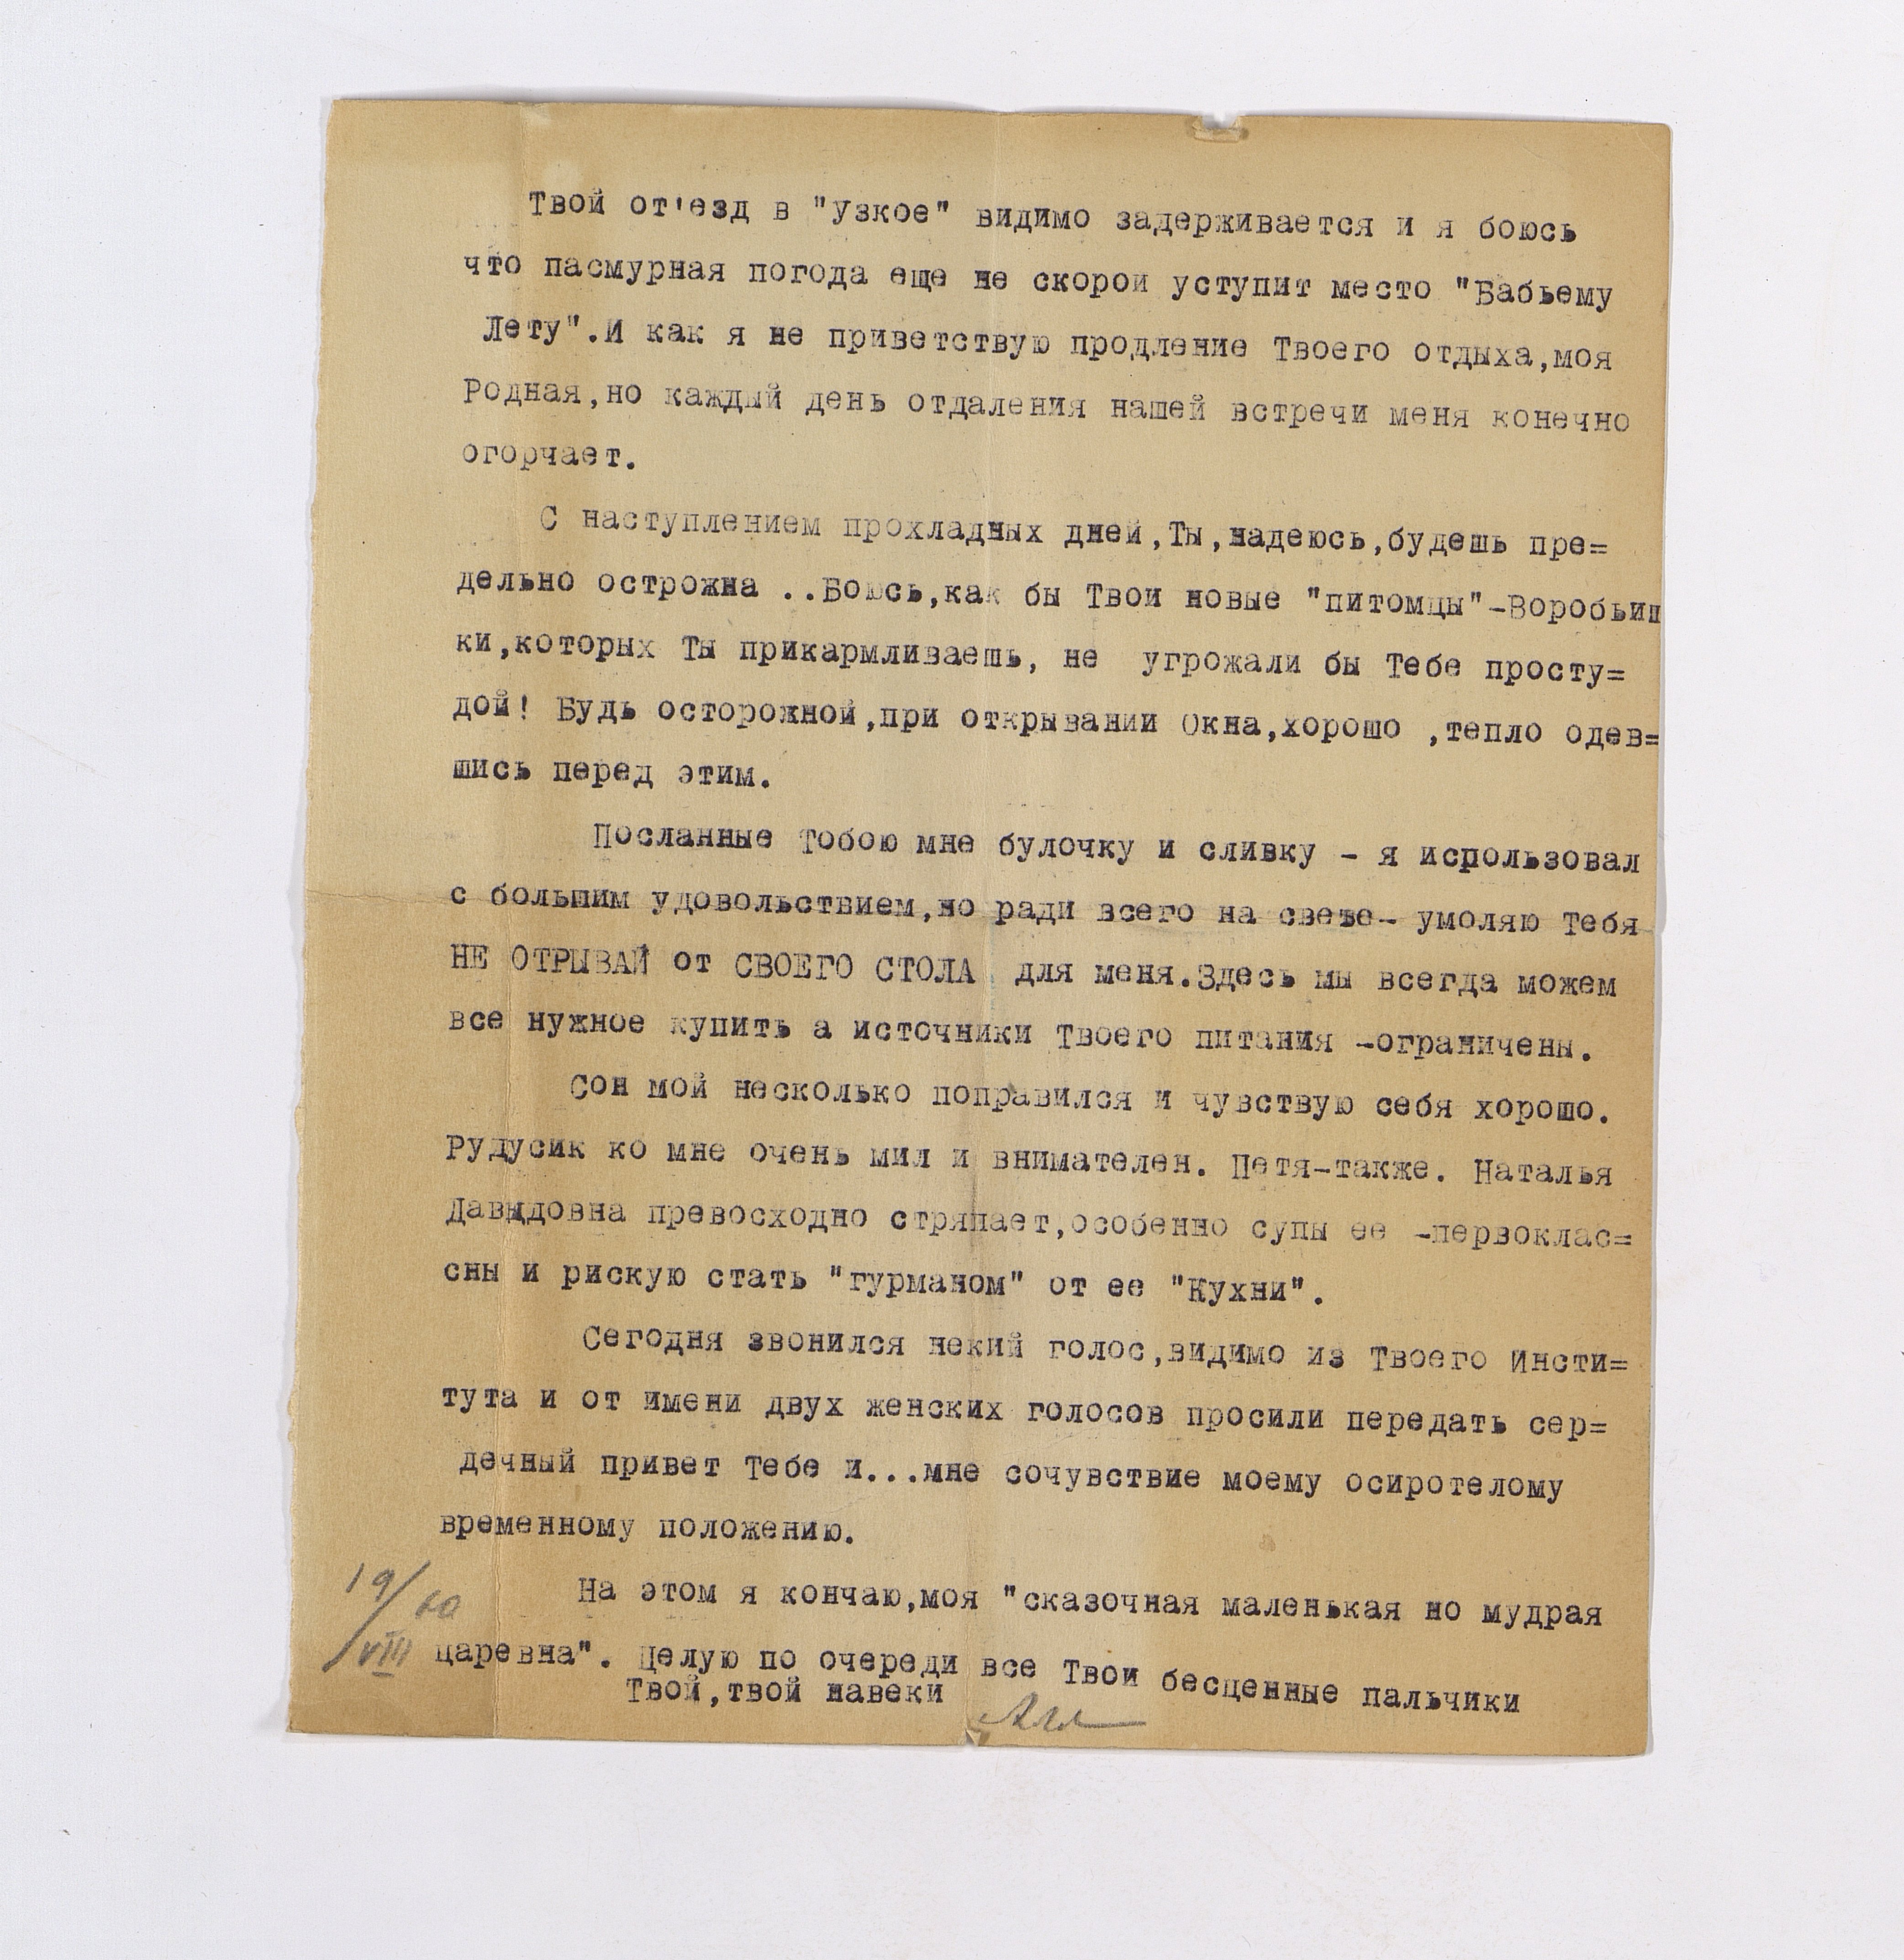 Твой от'езд в "Узкое" видимо задерживается и я боюсь
что пасмурная погода еще не скорои уступит место "Бабьему
Лету".И как я не приветствую продление Твоего отдыха,моя
Родная,но каждый день отдаления нашей встречи меня конечно
огорчает.
С наступлением прохладных дней,Ты,надеюсь,будешь пре=
дельно острожна ..Боюсь,как бы Твои новые "питомцы"-Воробьиш
ки,которых Ты прикармливаешь, не угрожали бы Тебе просту=
дой! Будь осторожной,при открывании Окна,хорошо ,тепло одев=
шись перед этим.
Посланные Тобою мне булочку и сливку - я использовал
с большим удовольствием,но ради всего на свете- умоляю Тебя
НЕ ОТРЫВАЙ от СВОЕГО СТОЛА для меня.Здесь мы всегда можем
все нужное купить а источники Твоего питания -ограничены.
Сон мой несколько поправился и чувствую себя хорошо.
Рудусик ко мне очень мил и внимателен. Петя-также. Наталья
Давыдовна превосходно стряпает,особенно супы ее -первоклас=
сны и рискую стать "гурманом" от ее "Кухни".
Сегодня звонился некий голос,видимо из Твоего Инсти=
тута и от имени двух женских голосов просили передать сер=
дечный привет Тебе и...мне сочувствие моему осиротелому
временному положению.
На этом я кончаю,моя "сказочная маленькая но мудрая
царевна". Целую по очереди все Твои бесценные пальчики
Твой,твой навеки
19/VIII 60